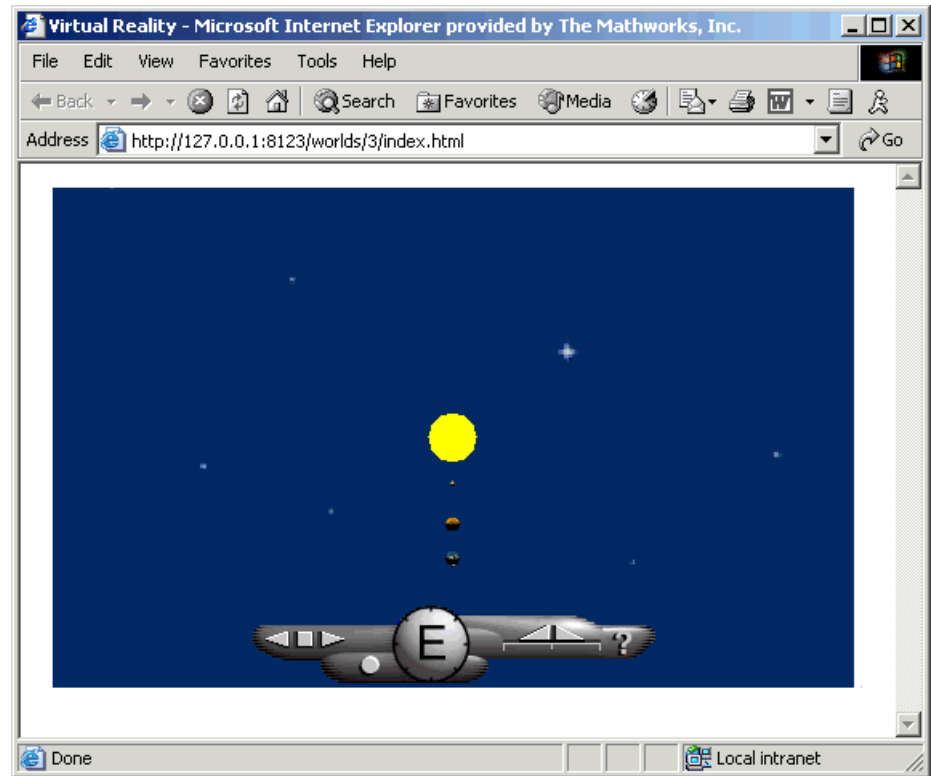 Virtual Reality - Microsoft Internet Explorer provided by The Mathworks, Inc.
File Edit View Favorites Tools Help
Back Search Favorites Media W
Address http://127.0.0.1:8123/worlds/3/index.html Go
E ?
Done Local intranet